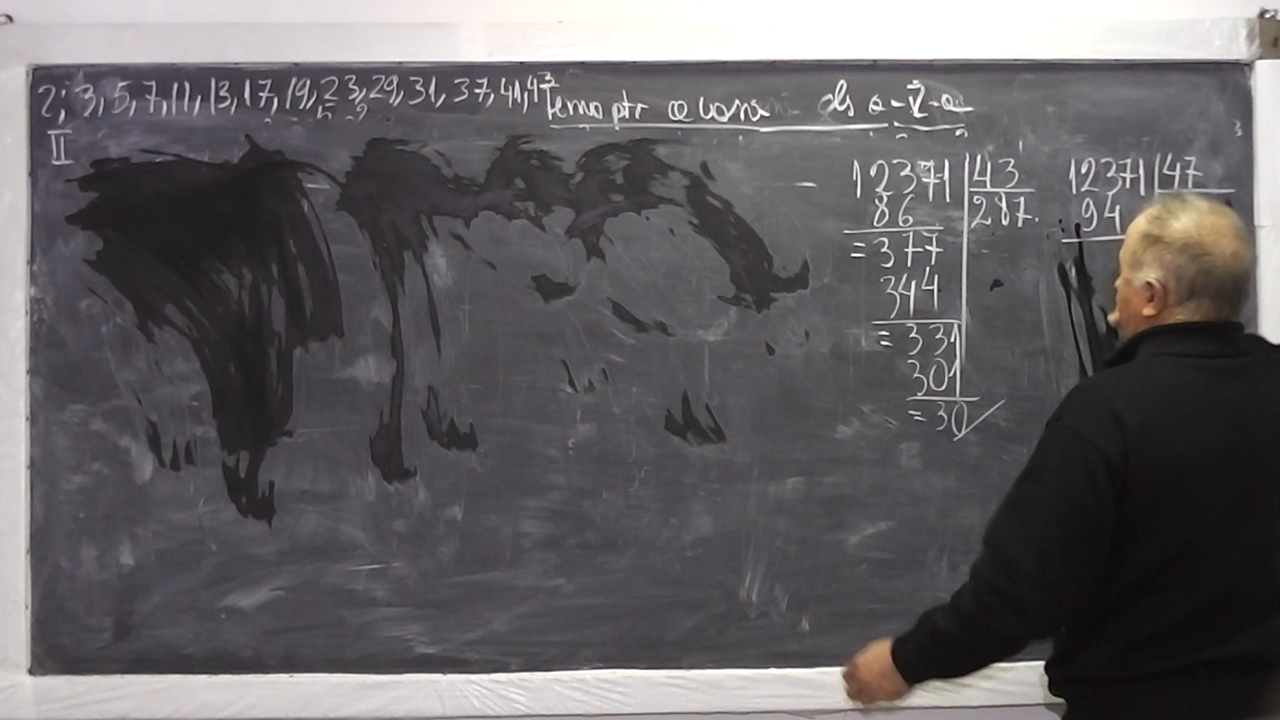 2; 3, 5, 7, 11, 13, 17, 19, 23, 29, 31, 37, 41, 43
Tema ptr
II
12371 | 43
86 | 287
= 377
344
= 331
301
= 30
12371 | 47
94